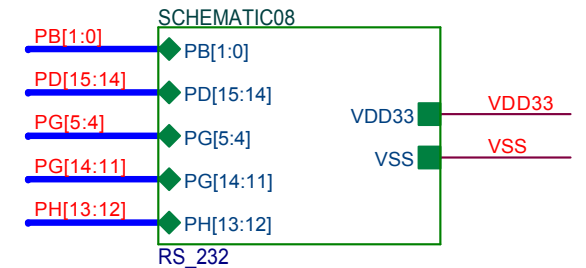 SCHEMATIC08
PB[1:0]
PB[1:0]
PD[15:14]
PD[15:14]
PG[5:4]
PG[5:4]
PG[14:11]
PG[14:11]
PH[13:12]
PH[13:12]
VDD33
VDD33
VSS
VSS
RS_232